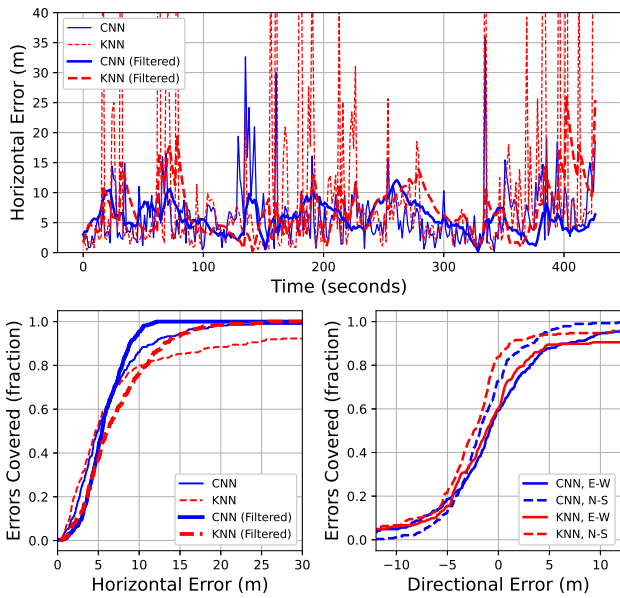 40
35
30
25
20
15
10
5
0
Horizontal Error (m)
CNN
KNN
CNN (Filtered)
KNN (Filtered)
0 100 200 300 400
Time (seconds)
1.0
0.8
0.6
0.4
0.2
0.0
Errors Covered (fraction)
CNN
KNN
CNN (Filtered)
KNN (Filtered)
0 5 10 15 20 25 30
Horizontal Error (m)
1.0
0.8
0.6
0.4
0.2
0.0
Errors Covered (fraction)
CNN, E-W
CNN, N-S
KNN, E-W
KNN, N-S
−10 −5 0 5 10
Directional Error (m)